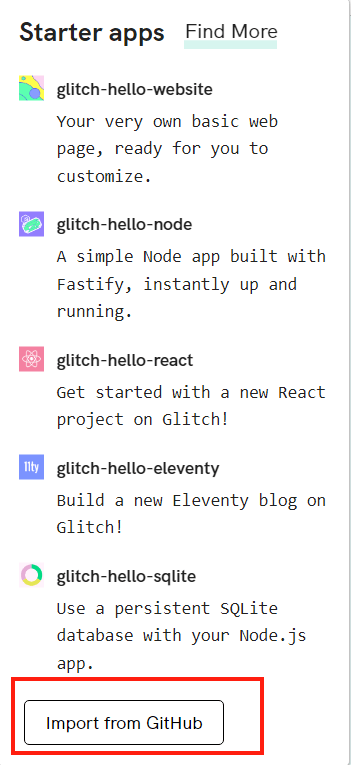 Starter apps Find More
glitch-hello-website
Your very own basic web
page, ready for you to
customize.
glitch-hello-node
A simple Node app built with
Fastify, instantly up and
running.
glitch-hello-react
Get started with a new React
project on Glitch!
11ty
glitch-hello-eleventy
Build a new Eleventy blog on
Glitch!
glitch-hello-sqlite
Use a persistent SQLite
database with your Node.js
app.
Import from GitHub